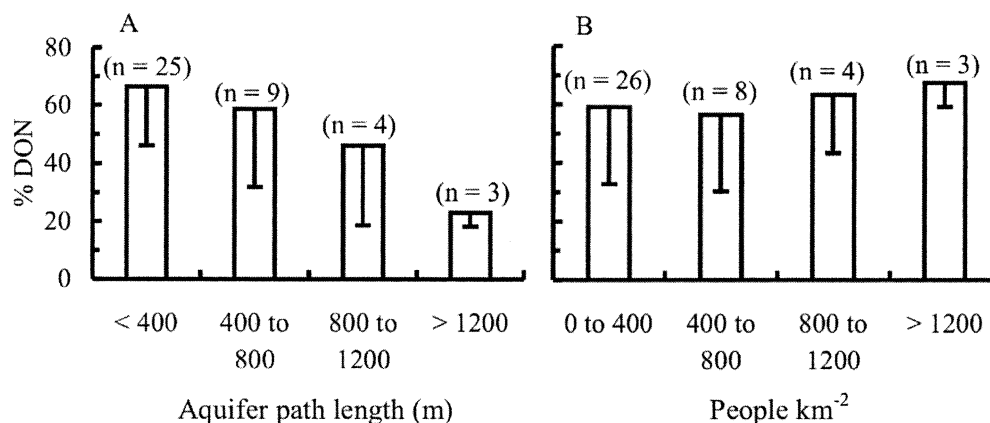 A
B
80
60
40
20
0
% DON
(n = 25)
(n = 9)
(n = 4)
(n = 3)
(n = 26)
(n = 8)
(n = 4)
(n = 3)
< 400
400 to
800
800 to
1200
> 1200
0 to 400
400 to
800
800 to
1200
> 1200
Aquifer path length (m)
People km⁻²